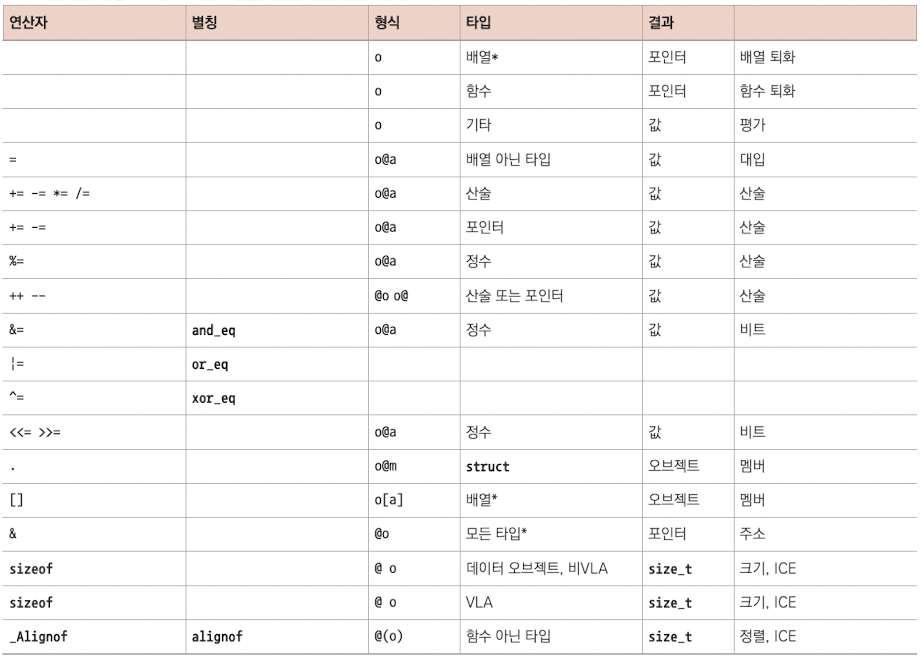 연산자 별칭 형식 타입 결과
o 배열* 포인터 배열 퇴화
o 함수 포인터 함수 퇴화
o 기타 값 평가
= o@a 배열 아닌 타입 값 대입
+= -= *= /= o@a 산술 값 산술
+= -= o@a 포인터 값 산술
%= o@a 정수 값 산술
++ -- @o o@ 산술 또는 포인터 값 산술
&= and_eq o@a 정수 값 비트
|= or_eq
^= xor_eq
<<= >>= o@a 정수 값 비트
. o@m struct 오브젝트 멤버
[] o[a] 배열* 오브젝트 멤버
& @o 모든 타입* 포인터 주소
sizeof @ o 데이터 오브젝트, 비VLA size_t 크기, ICE
sizeof @ o VLA size_t 크기, ICE
_Alignof alignof @(o) 함수 아닌 타입 size_t 정렬, ICE